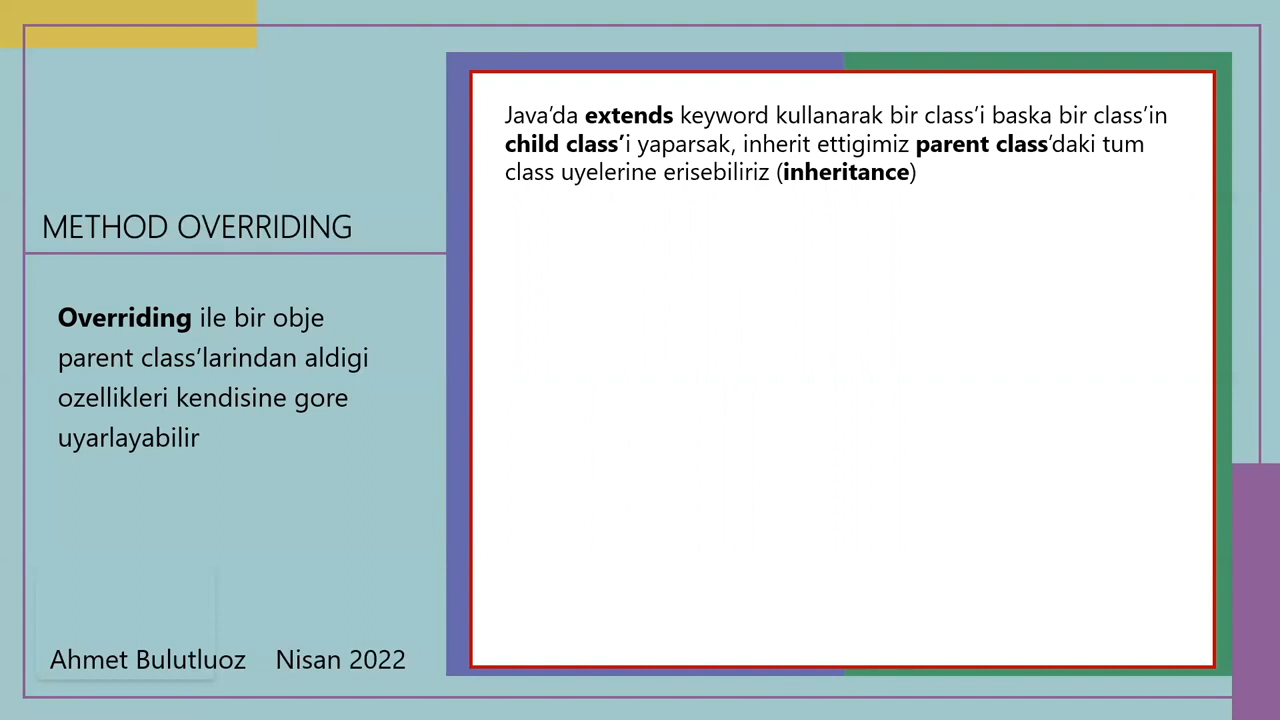 METHOD OVERRIDING
Overriding ile bir obje
parent class’larindan aldigi
ozellikleri kendisine gore
uyarlayabilir
Ahmet Bulutluoz Nisan 2022
Java’da extends keyword kullanarak bir class’i baska bir class’in
child class’i yaparsak, inherit ettigimiz parent class’daki tum
class uyelerine erisebiliriz (inheritance)